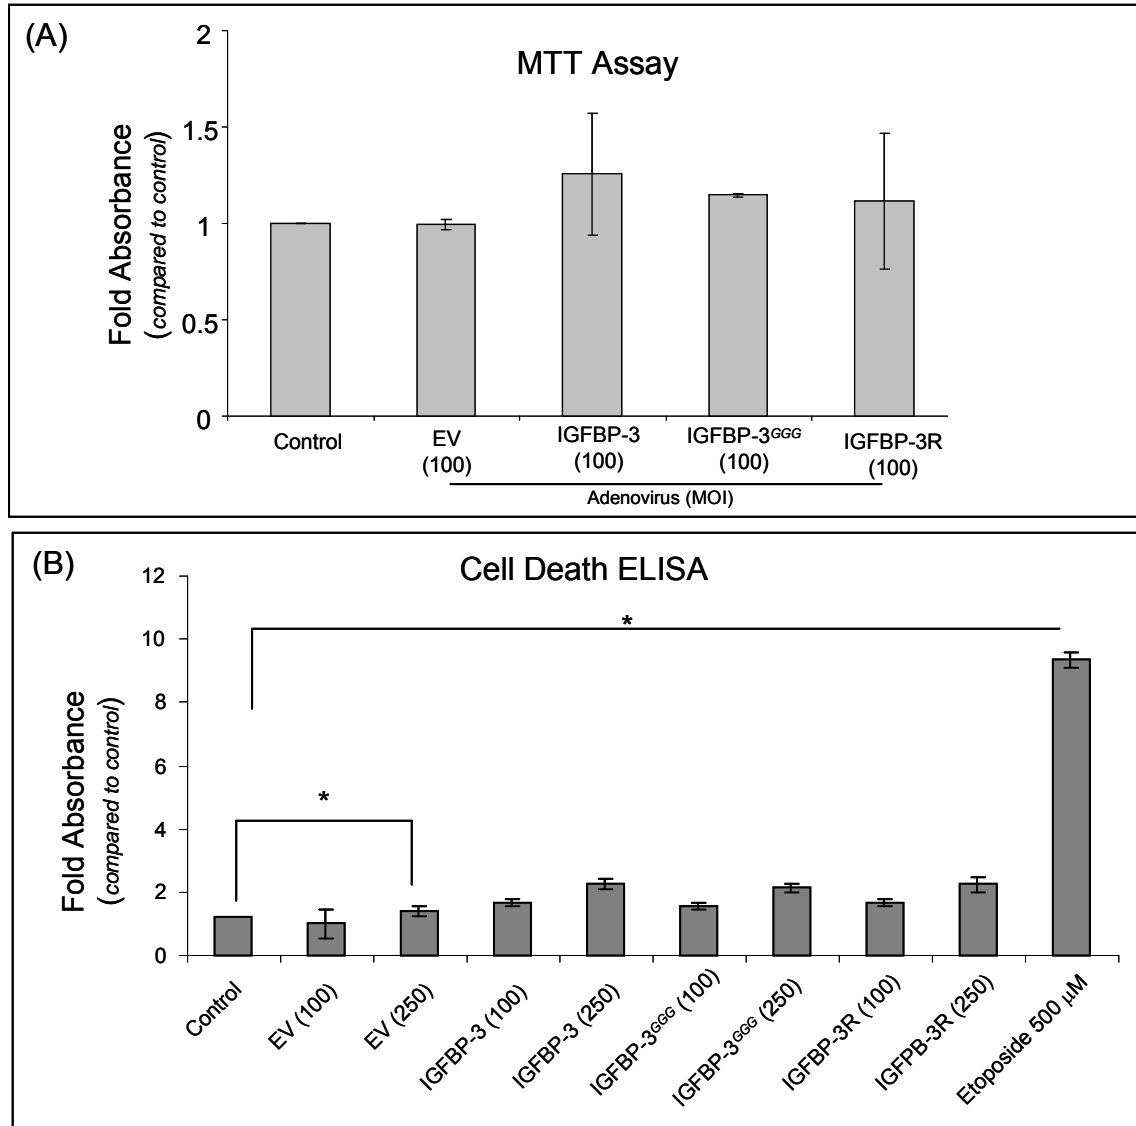 (A)
MTT Assay
Fold Absorbance
(compared to control)
2
1.5
1
0.5
0
Control
EV
(100)
IGFBP-3
(100)
IGFBP-3GGG
(100)
IGFBP-3R
(100)
Adenovirus (MOI)
(B)
Cell Death ELISA
Fold Absorbance
(compared to control)
12
10
8
6
4
2
0
*
*
Control
EV (100)
EV (250)
IGFBP-3 (100)
IGFBP-3 (250)
IGFBP-3GGG (100)
IGFBP-3GGG (250)
IGFBP-3R (100)
IGFPB-3R (250)
Etoposide 500 µM